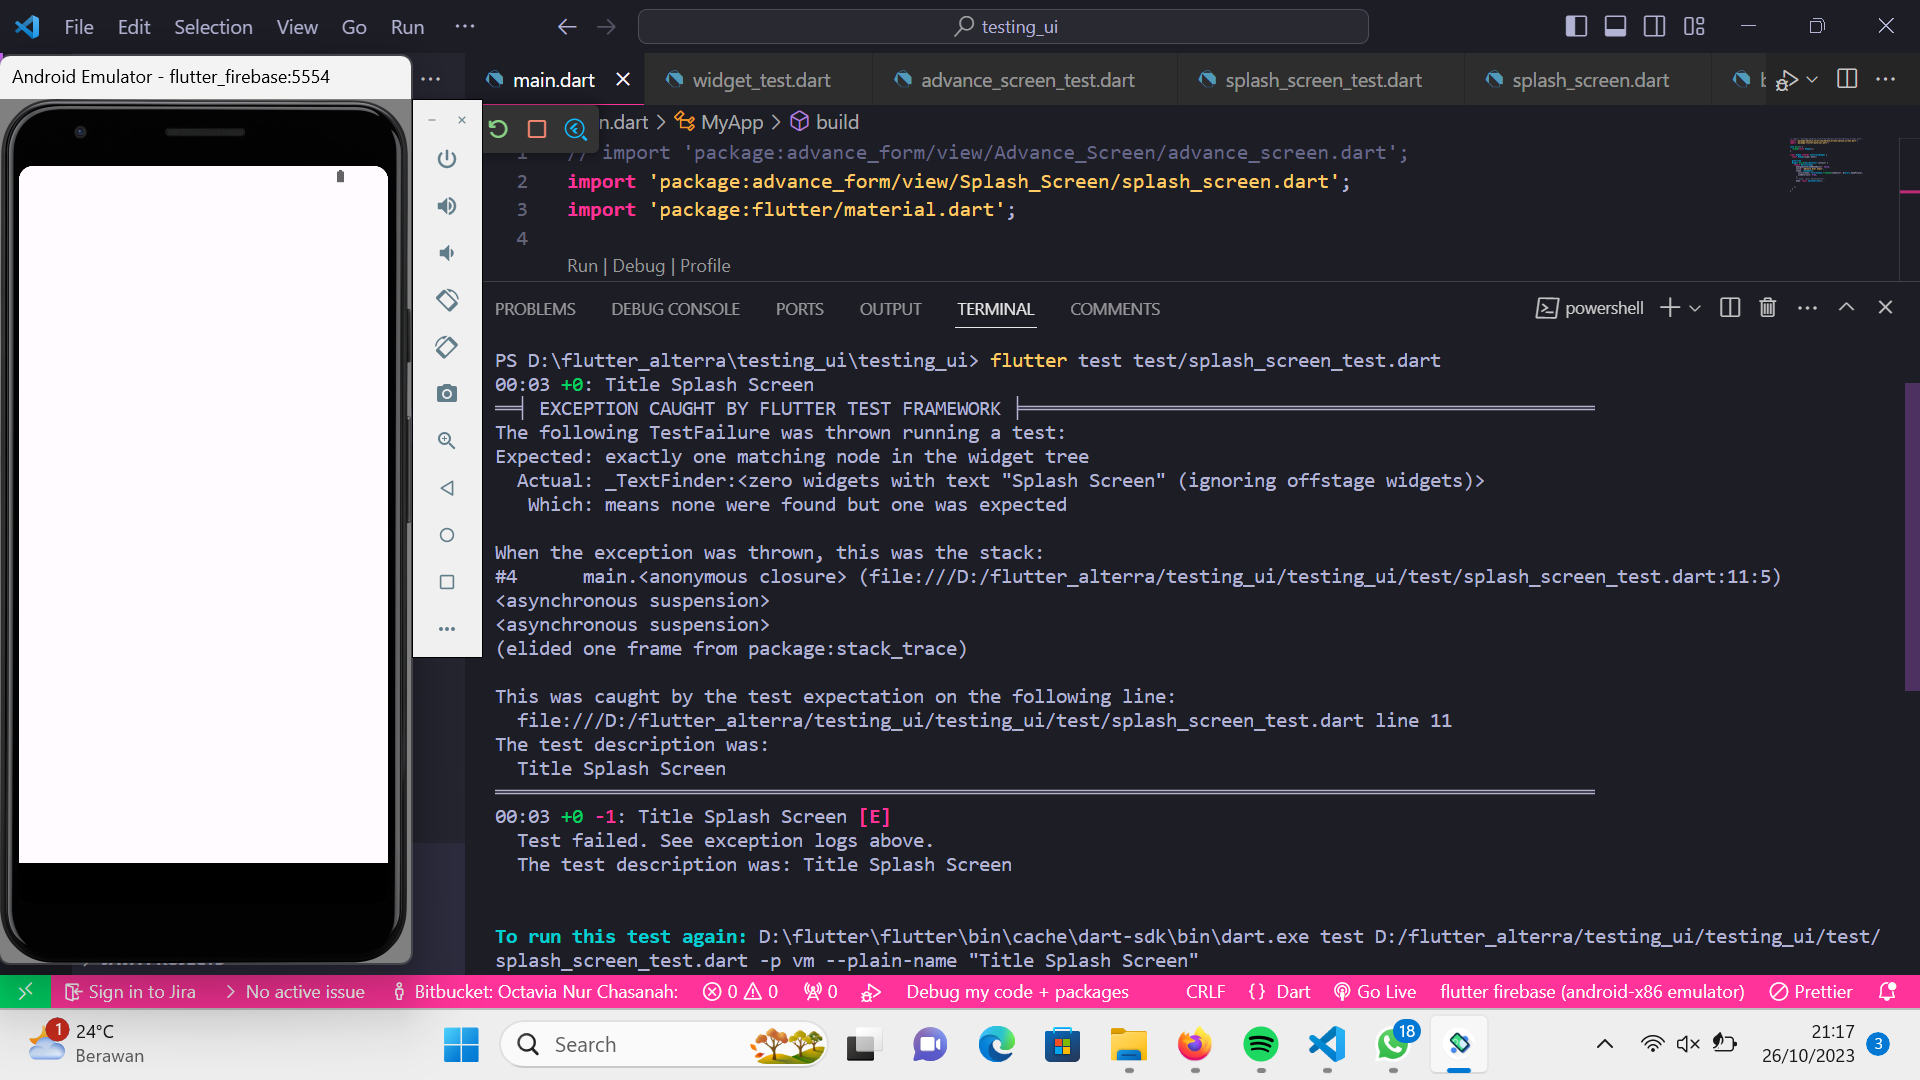 File Edit Selection View Go Run ··· testing_ui
Android Emulator - flutter_firebase:5554
main.dart widget_test.dart advance_screen_test.dart splash_screen_test.dart splash_screen.dart
n.dart > MyApp > build
1 // import 'package:advance_form/view/Advance_Screen/advance_screen.dart';
2 import 'package:advance_form/view/Splash_Screen/splash_screen.dart';
3 import 'package:flutter/material.dart';
4
Run | Debug | Profile
PROBLEMS DEBUG CONSOLE PORTS OUTPUT TERMINAL COMMENTS powershell
PS D:\flutter_alterra\testing_ui\testing_ui> flutter test test/splash_screen_test.dart
00:03 +0: Title Splash Screen
══╡ EXCEPTION CAUGHT BY FLUTTER TEST FRAMEWORK ╞════════════════════════════════════════════════════
The following TestFailure was thrown running a test:
Expected: exactly one matching node in the widget tree
Actual: _TextFinder:<zero widgets with text "Splash Screen" (ignoring offstage widgets)>
Which: means none were found but one was expected
When the exception was thrown, this was the stack:
#4 main.<anonymous closure> (file:///D:/flutter_alterra/testing_ui/testing_ui/test/splash_screen_test.dart:11:5)
<asynchronous suspension>
<asynchronous suspension>
(elided one frame from package:stack_trace)
This was caught by the test expectation on the following line:
file:///D:/flutter_alterra/testing_ui/testing_ui/test/splash_screen_test.dart line 11
The test description was:
Title Splash Screen
════════════════════════════════════════════════════════════════════════════════════════════════════
00:03 +0 -1: Title Splash Screen [E]
Test failed. See exception logs above.
The test description was: Title Splash Screen
To run this test again: D:\flutter\flutter\bin\cache\dart-sdk\bin\dart.exe test D:/flutter_alterra/testing_ui/testing_ui/test/
splash_screen_test.dart -p vm --plain-name "Title Splash Screen"
Sign in to Jira > No active issue Bitbucket: Octavia Nur Chasanah: 0 0 0 Debug my code + packages CRLF {} Dart Go Live flutter firebase (android-x86 emulator) Prettier
1 24°C
Berawan
Search
18
21:17
26/10/2023
3